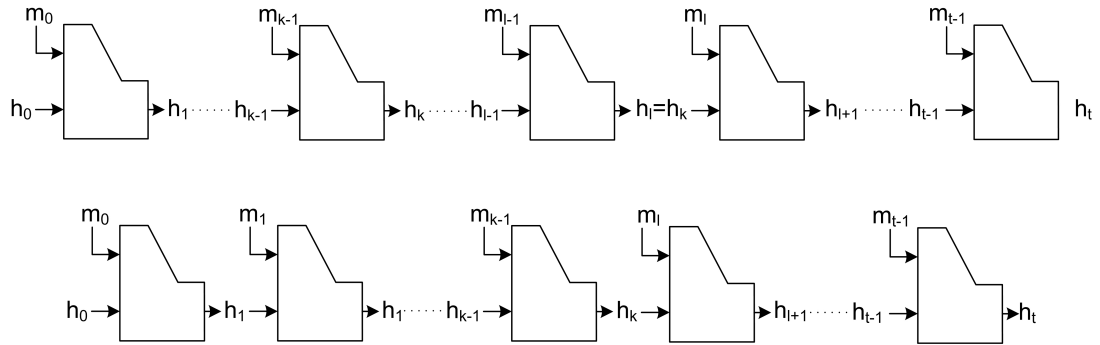 m₀ mₖ₋₁ mₗ₋₁ mₗ mₜ₋₁
h₀ h₁ hₖ₋₁ hₖ hₗ₋₁ hₗ=hₖ hₗ₊₁ hₜ₋₁ hₜ
m₀ m₁ mₖ₋₁ mₗ mₜ₋₁
h₀ h₁ h₁ hₖ₋₁ hₖ hₗ₊₁ hₜ₋₁ hₜ